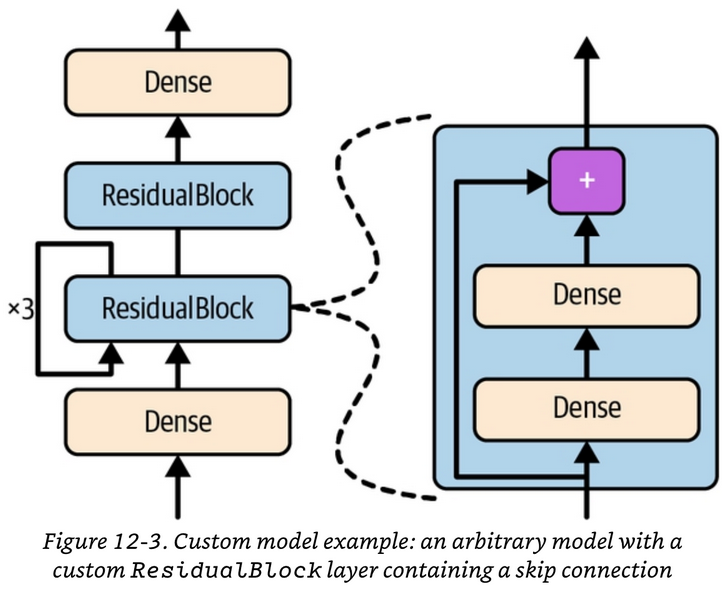 Dense
ResidualBlock
×3
ResidualBlock
Dense
+
Dense
Dense
Figure 12-3. Custom model example: an arbitrary model with a
custom ResidualBlock layer containing a skip connection